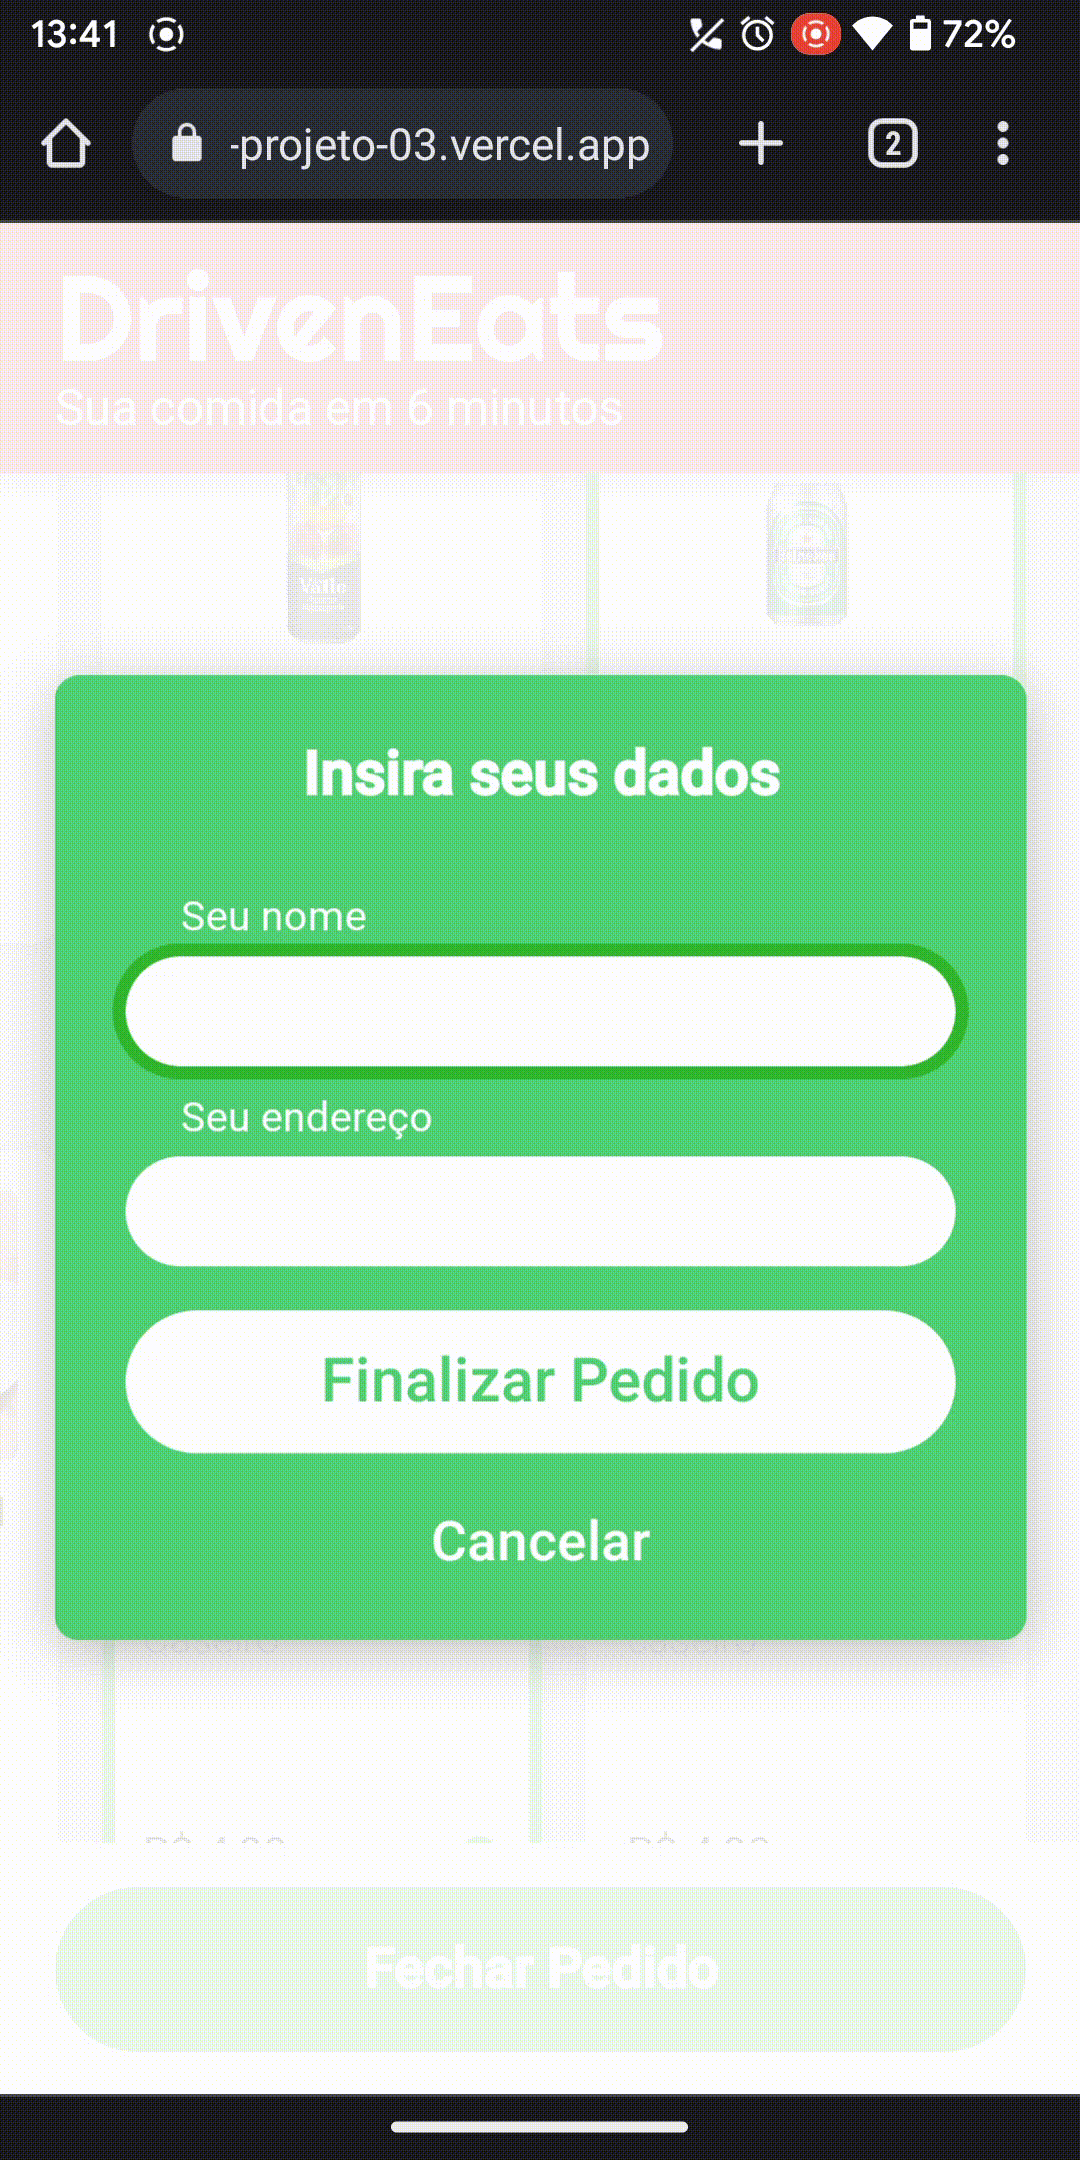 13:41 72%
-projeto-03.vercel.app 2
DrivenEats
Sua comida em 6 minutos
Insira seus dados
Seu nome
Seu endereço
Finalizar Pedido
Cancelar
Fechar Pedido